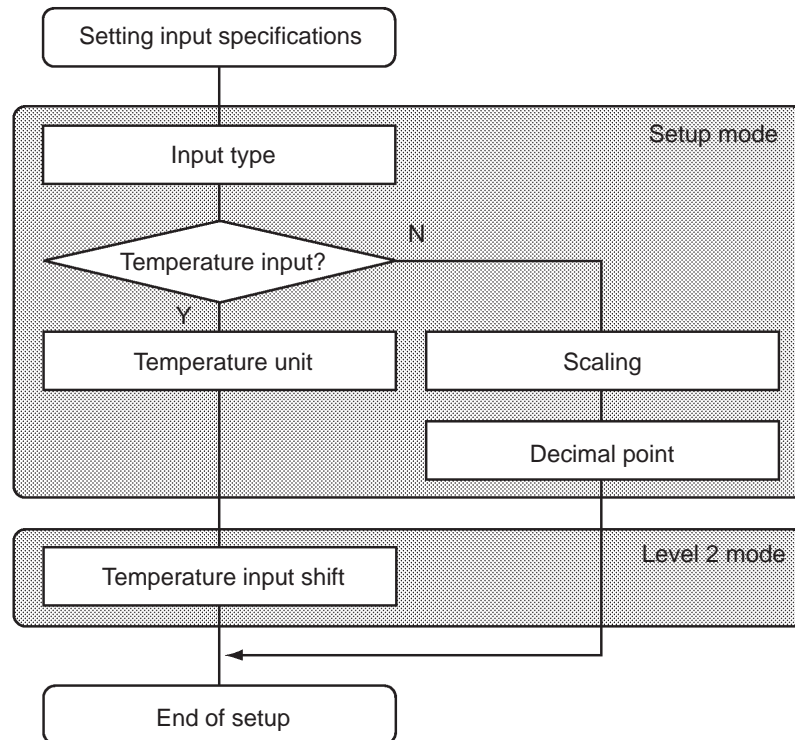 Setting input specifications
Setup mode
Input type
Temperature input?
N
Y
Temperature unit
Scaling
Decimal point
Level 2 mode
Temperature input shift
End of setup